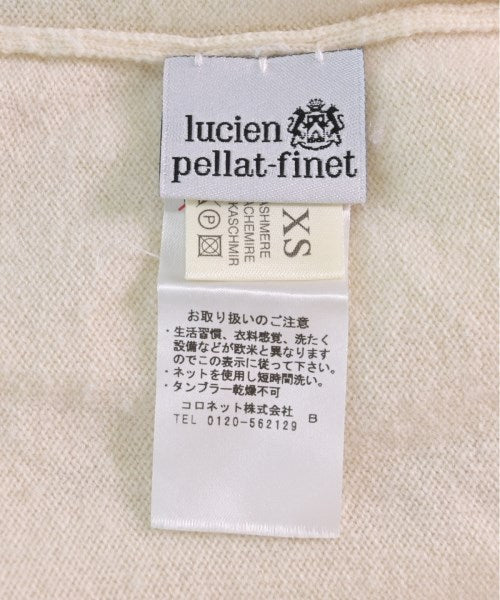 lucien
pellat-finet
XS
ASHMERE
ACHEMIRE
KASCHMIR
P
お取り扱いのご注意
・生活習慣、衣料感覚、洗たく
設備などが欧米と異なります
のでこの表示に従って下さい。
・ネットを使用し短時間洗い。
・タンブラー乾燥不可
コロネット株式会社 B
TEL 0120-562129